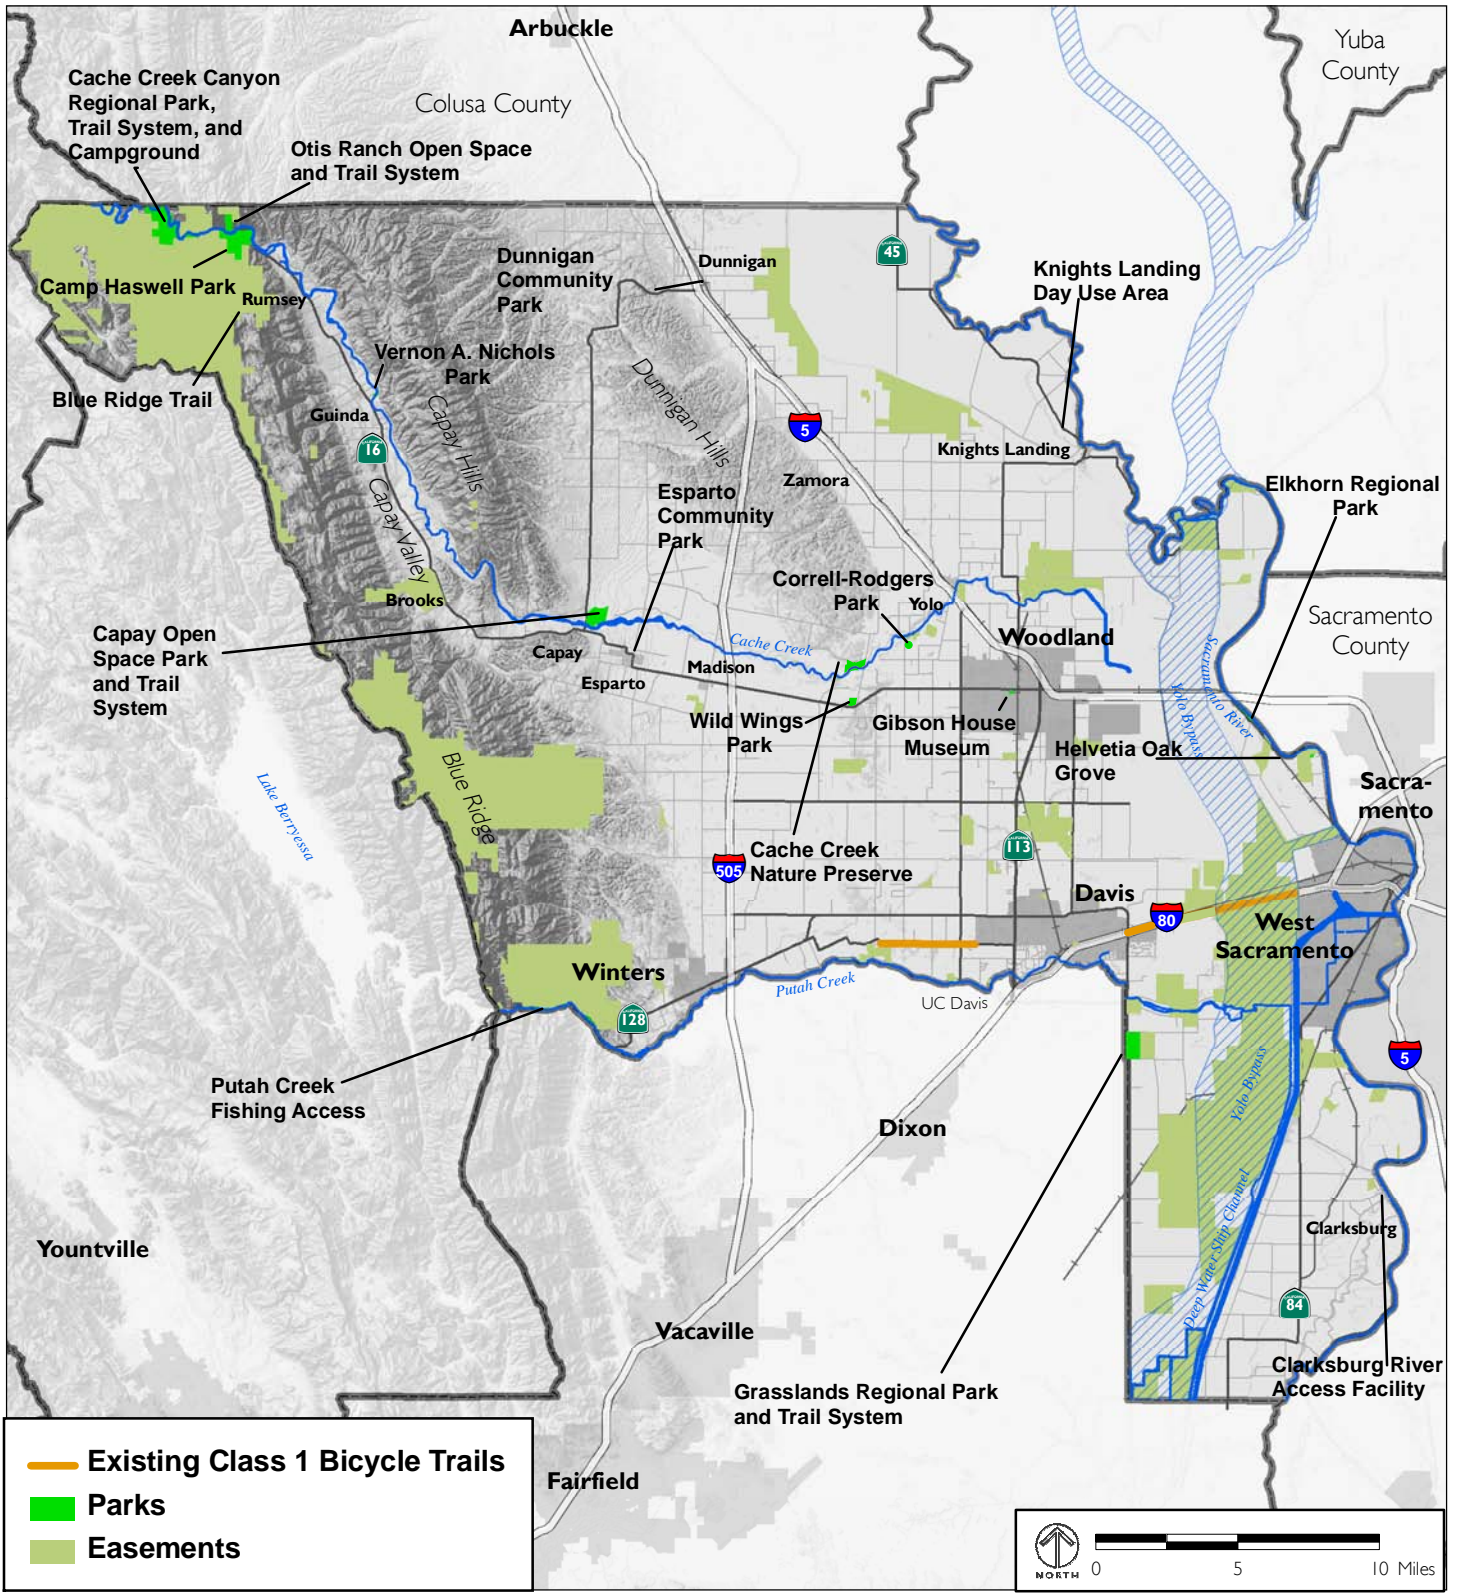 Arbuckle
Yuba
County
Colusa County
Cache Creek Canyon
Regional Park,
Trail System, and
Campground
Otis Ranch Open Space
and Trail System
CALIFORNIA
45
Dunnigan
Community
Park
Dunnigan
Knights Landing
Day Use Area
Camp Haswell Park
Rumsey
Vernon A. Nichols
Park
Blue Ridge Trail
Guinda
Dunnigan Hills
Capay Hills
5
CALIFORNIA
16
Knights Landing
Zamora
Capay Valley
Esparto
Community
Park
Elkhorn Regional
Park
Correll-Rodgers
Park
Yolo
Brooks
Sacramento
County
Woodland
Capay Open
Space Park
and Trail
System
Cache Creek
Capay
Madison
Esparto
Sacramento River
Yolo Bypass
Wild Wings
Park
Gibson House
Museum
Helvetia Oak
Grove
Blue Ridge
Lake Berryessa
Sacra-
mento
CALIFORNIA
113
505
Cache Creek
Nature Preserve
Davis
80
West
Sacramento
Winters
Putah Creek
UC Davis
CALIFORNIA
128
5
Putah Creek
Fishing Access
Yolo Bypass
Dixon
Deep Water Ship Channel
Clarksburg
Yountville
CALIFORNIA
84
Vacaville
Clarksburg River
Access Facility
Grasslands Regional Park
and Trail System
Fairfield
Existing Class 1 Bicycle Trails
Parks
Easements
NORTH
0 5 10 Miles